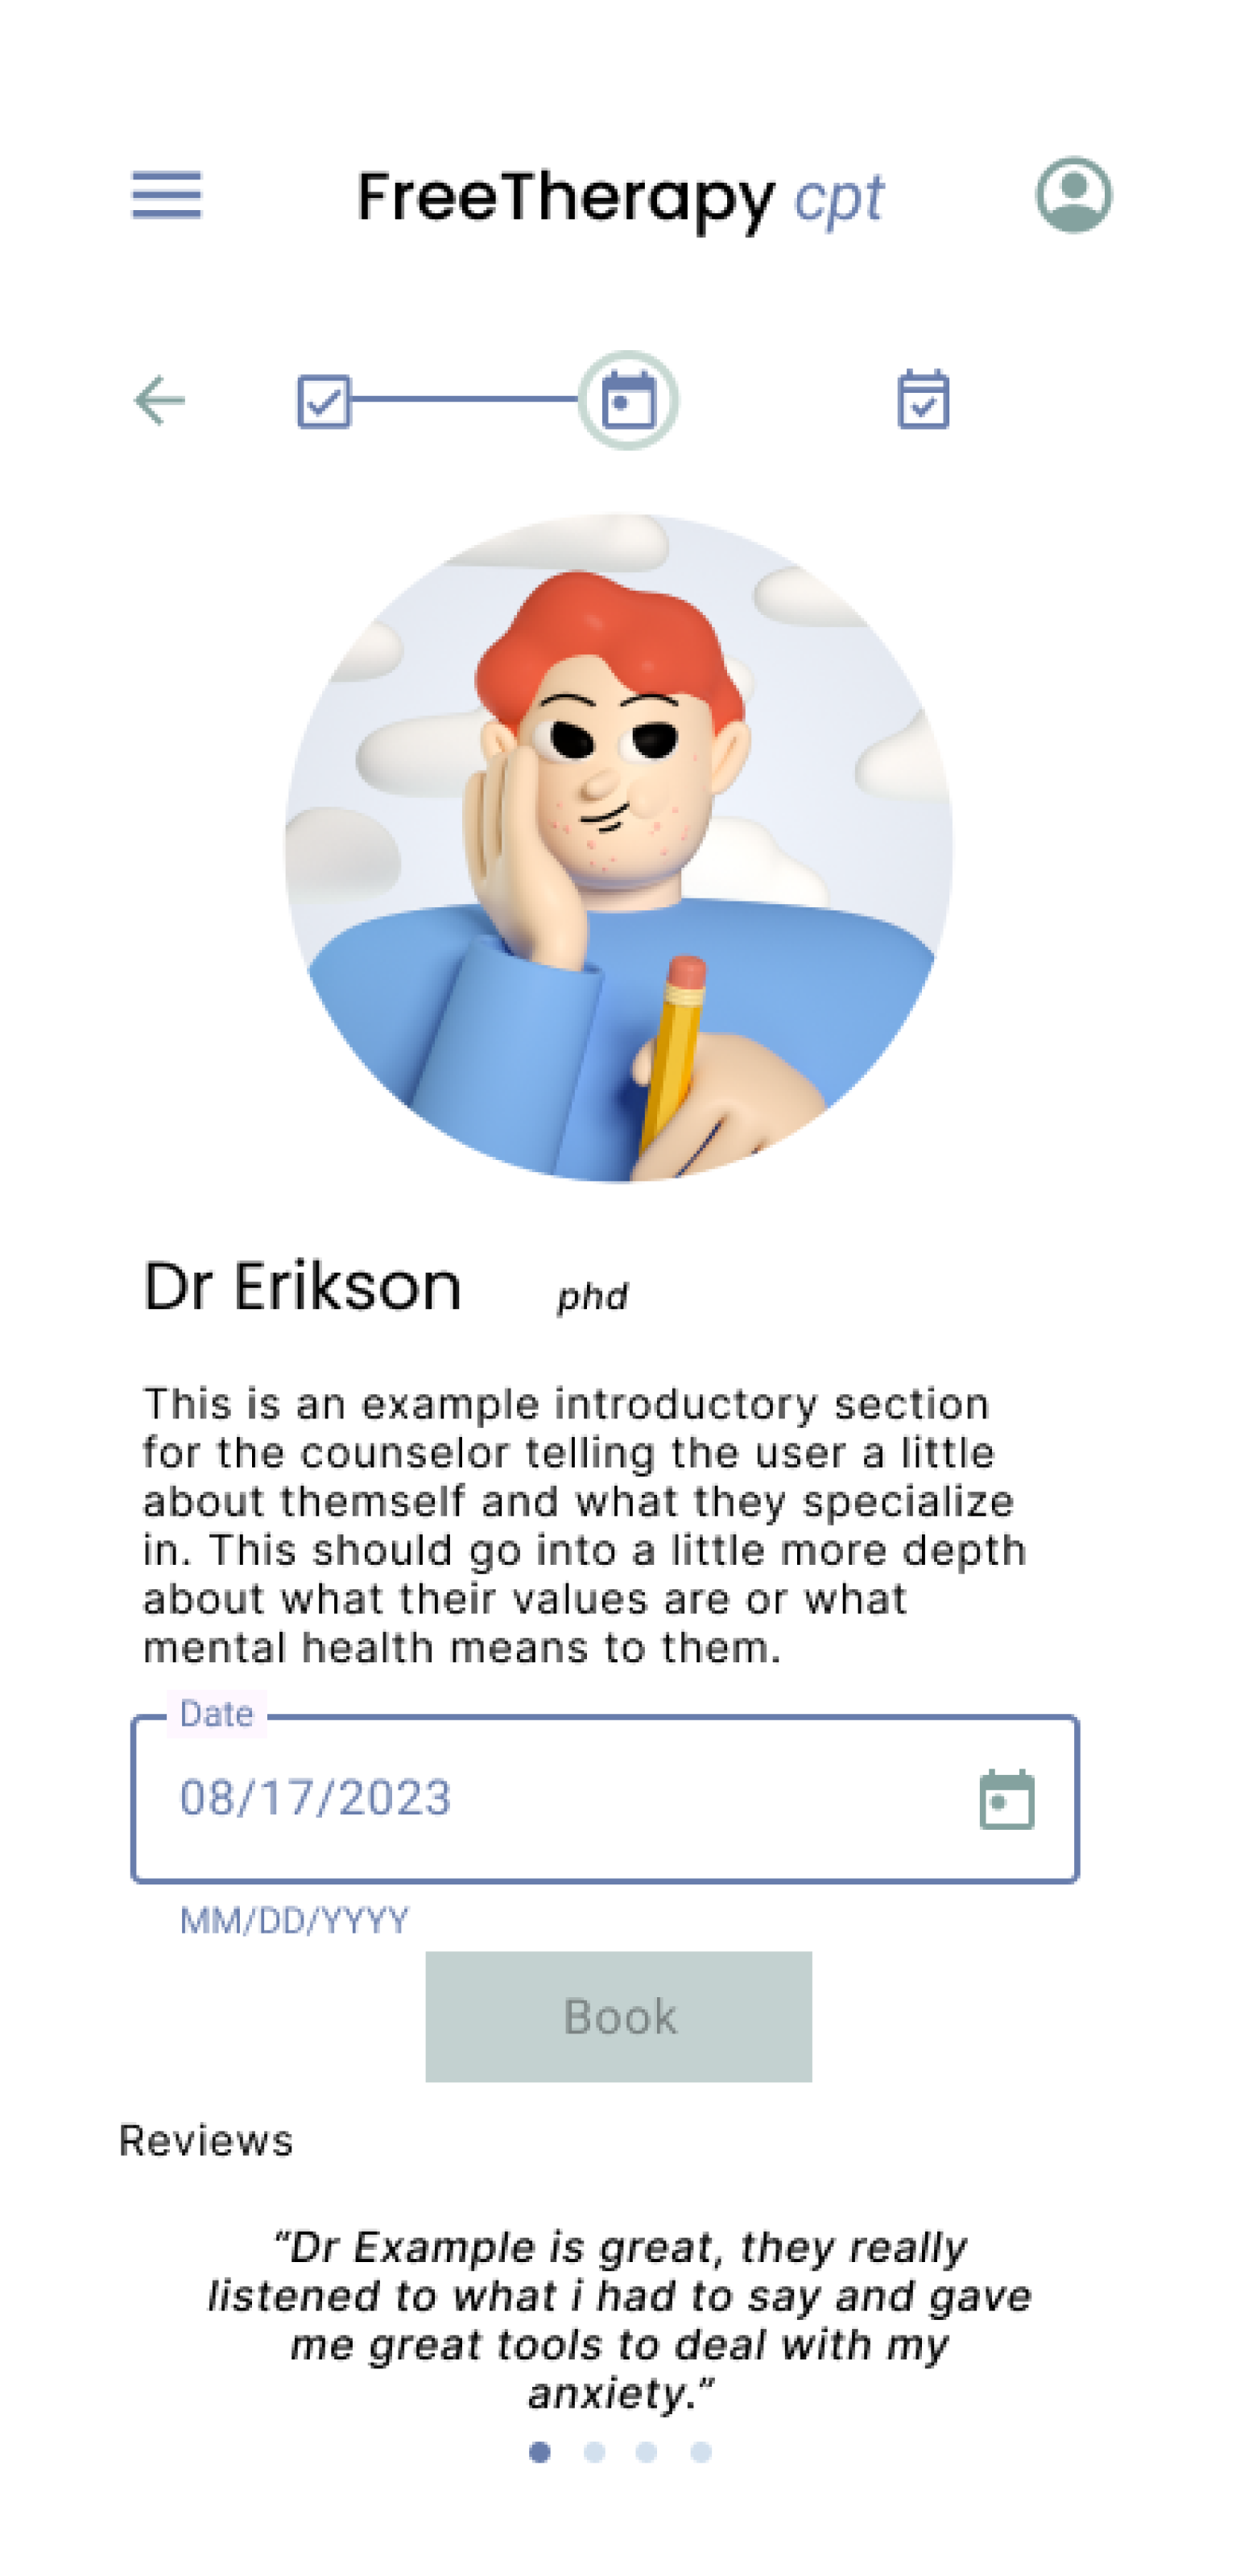 FreeTherapy cpt
Dr Erikson phd
This is an example introductory section
for the counselor telling the user a little
about themself and what they specialize
in. This should go into a little more depth
about what their values are or what
mental health means to them.
Date
08/17/2023
MM/DD/YYYY
Book
Reviews
“Dr Example is great, they really
listened to what i had to say and gave
me great tools to deal with my
anxiety.”